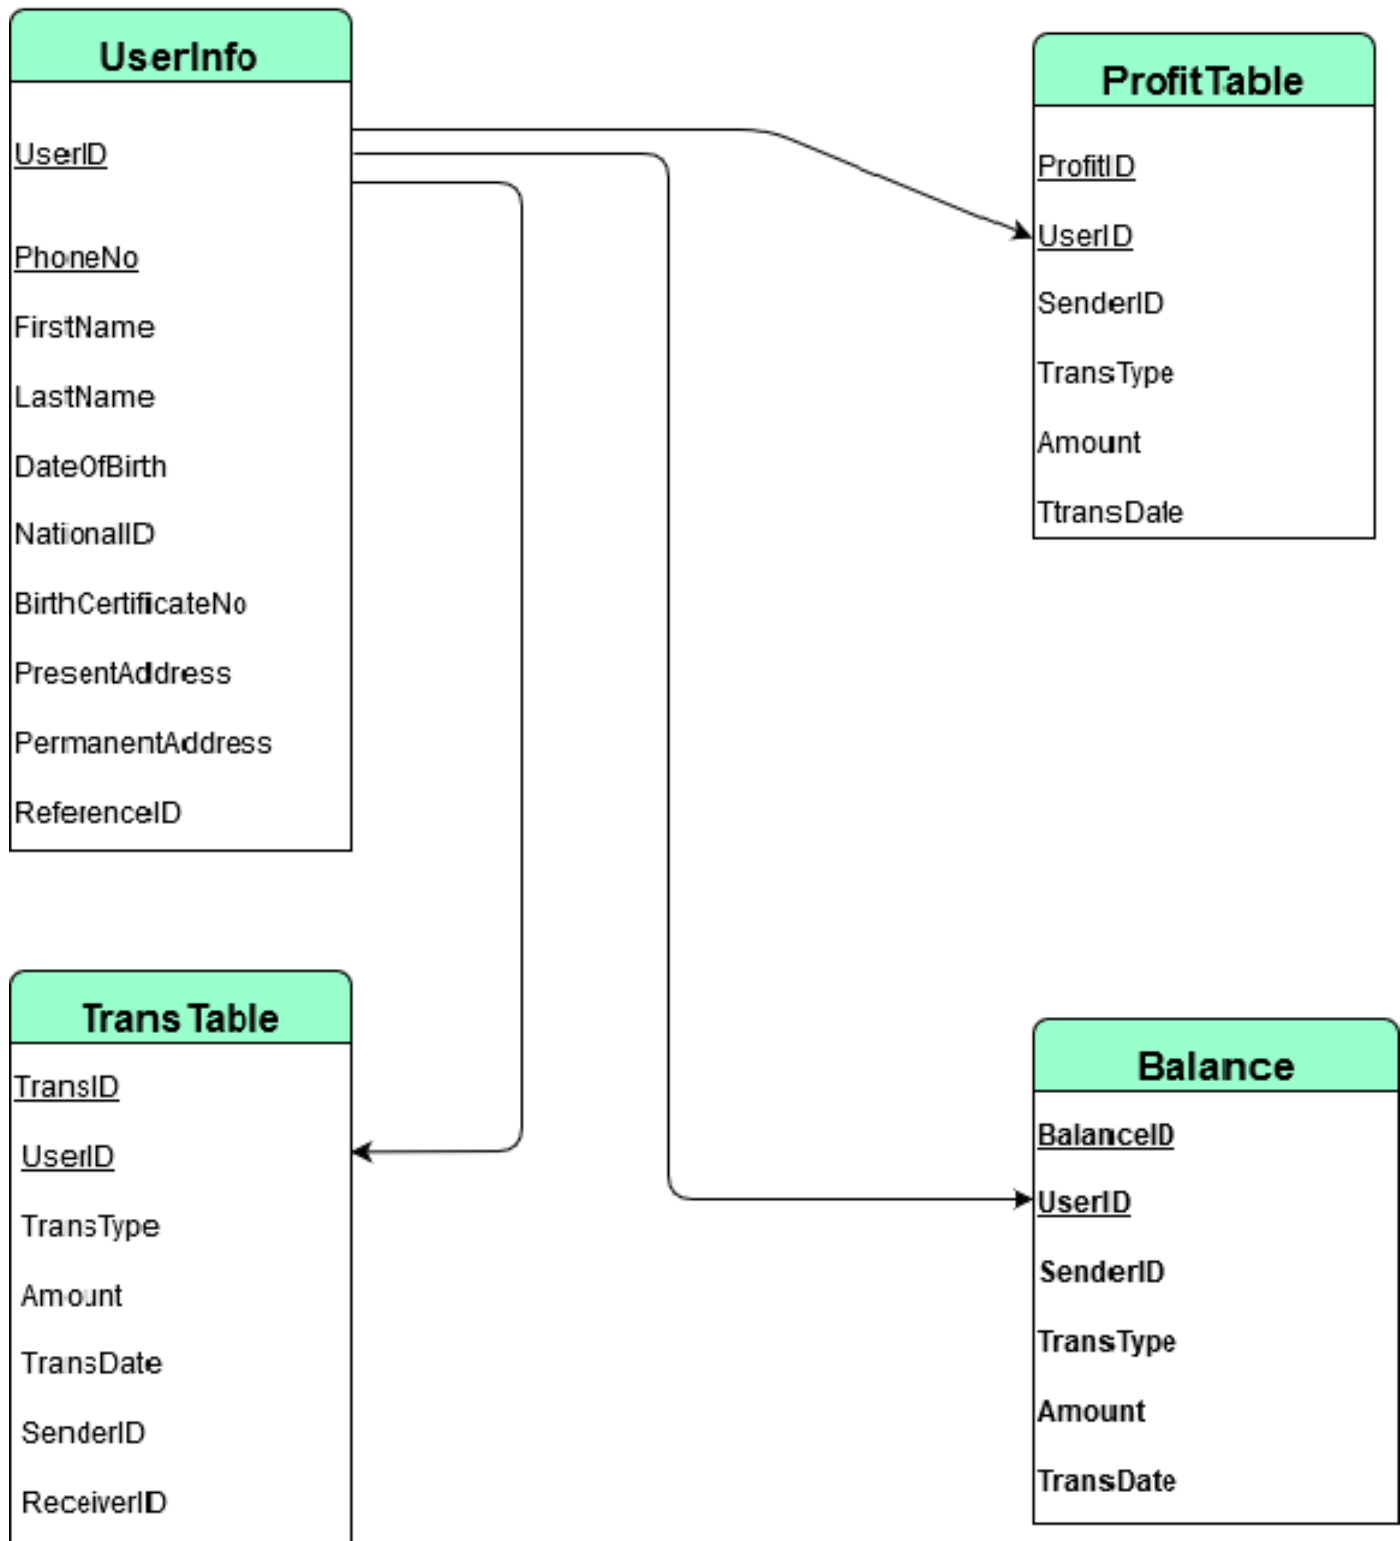 UserInfo
UserID
PhoneNo
FirstName
LastName
DateOfBirth
NationalID
BirthCertificateNo
PresentAddress
PermanentAddress
ReferenceID
ProfitTable
ProfitID
UserID
SenderID
TransType
Amount
TtransDate
Trans Table
TransID
UserID
TransType
Amount
TransDate
SenderID
ReceiverID
Balance
BalanceID
UserID
SenderID
TransType
Amount
TransDate